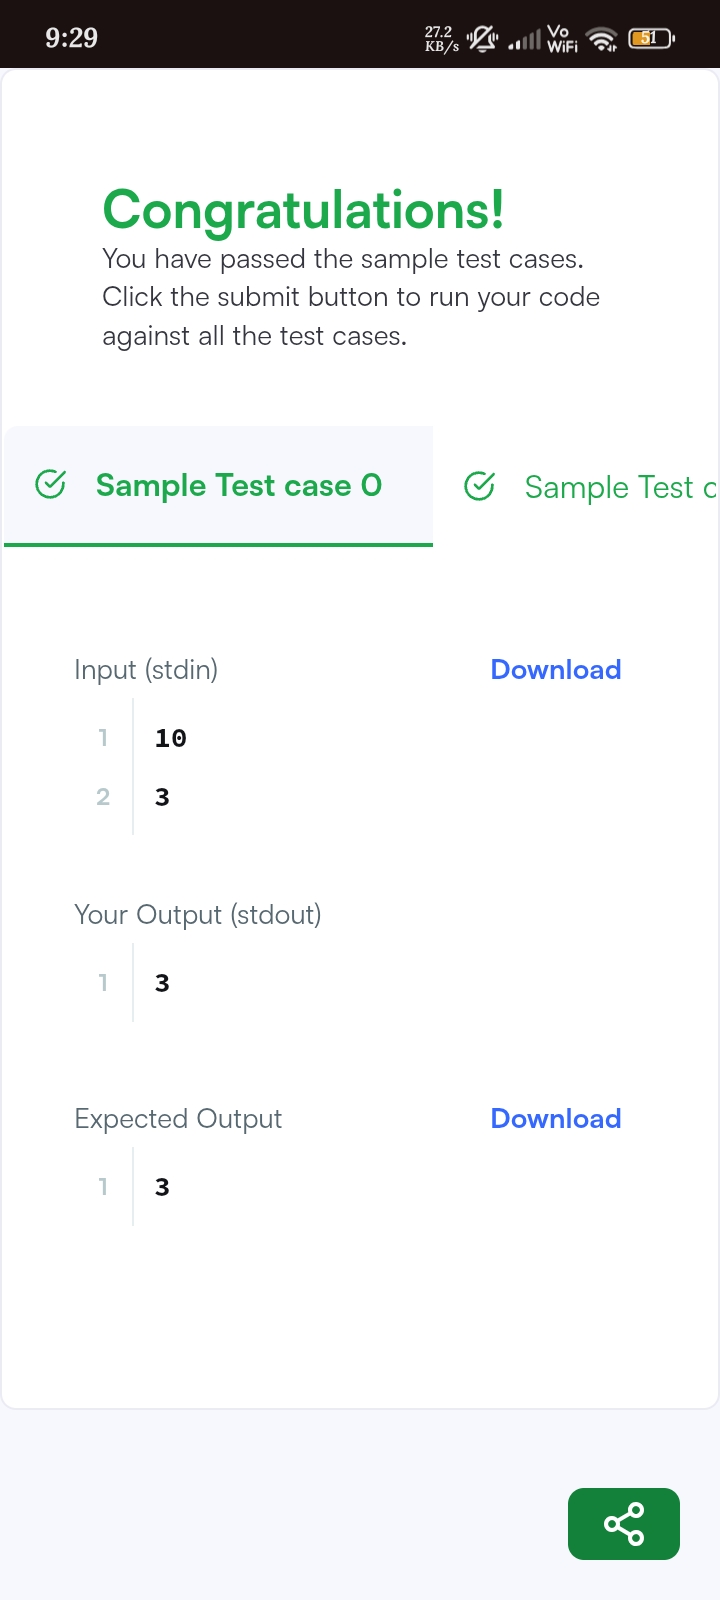 9:29
27.2
KB/s
Vo
WiFi
51
Congratulations!
You have passed the sample test cases.
Click the submit button to run your code
against all the test cases.
Sample Test case 0
Sample Test c
Input (stdin)
Download
1 10
2 3
Your Output (stdout)
1 3
Expected Output
Download
1 3